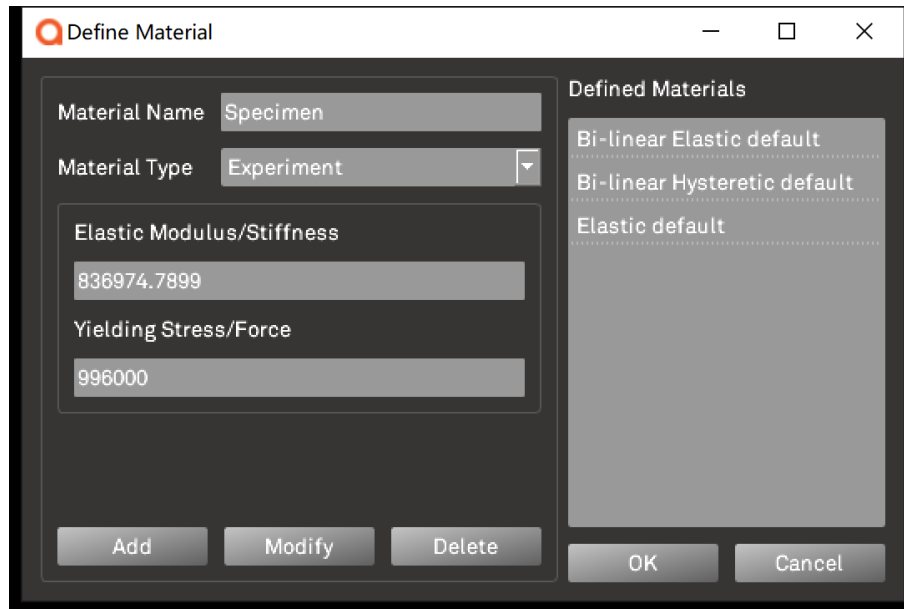 Define Material
Material Name Specimen
Material Type Experiment
Elastic Modulus/Stiffness
836974.7899
Yielding Stress/Force
996000
Add Modify Delete
Defined Materials
Bi-linear Elastic default
Bi-linear Hysteretic default
Elastic default
OK Cancel